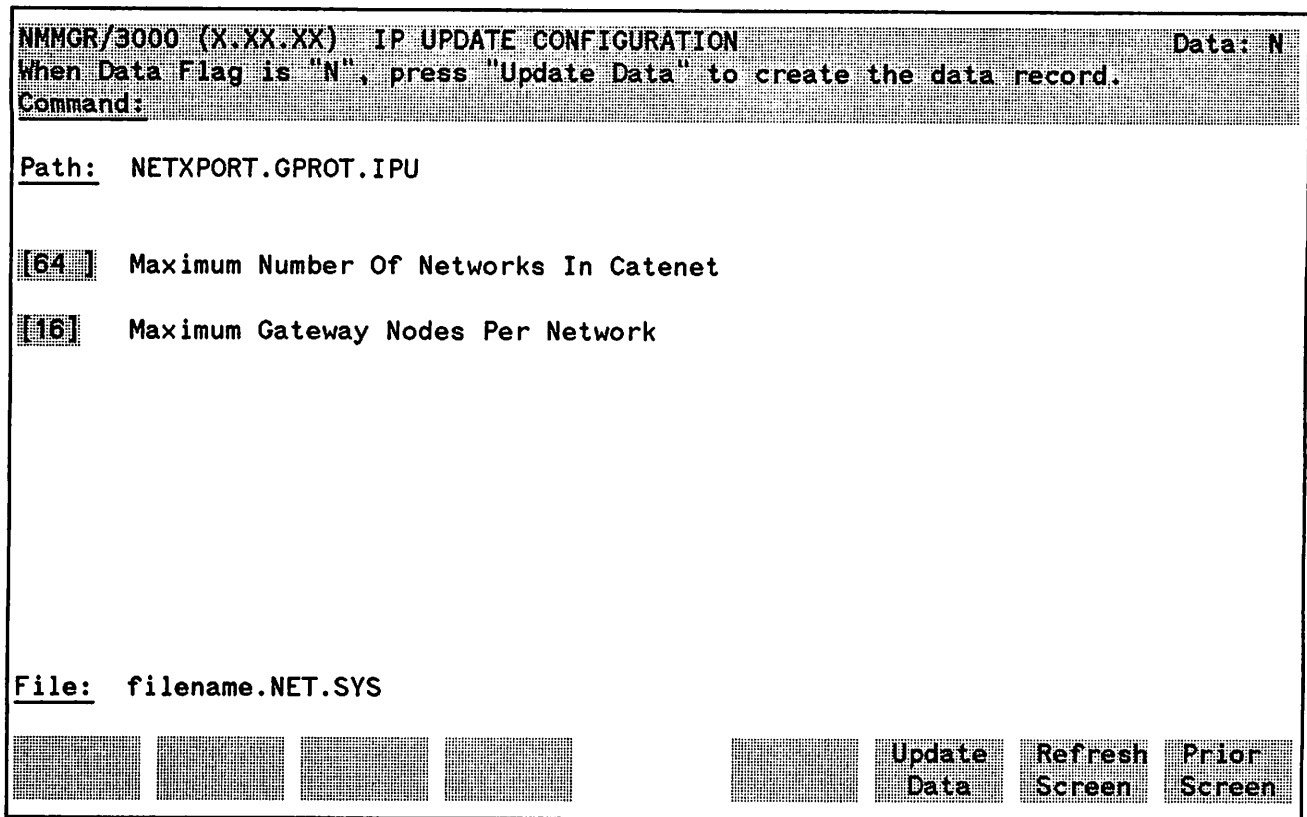 NMMGR/3000 (X.XX.XX) IP UPDATE CONFIGURATION Data: N
When Data Flag is "N", press "Update Data" to create the data record.
Command:
Path: NETXPORT.GPROT.IPU
[64 ] Maximum Number Of Networks In Catenet
[16] Maximum Gateway Nodes Per Network
File: filename.NET.SYS
Update Refresh Prior
Data Screen Screen